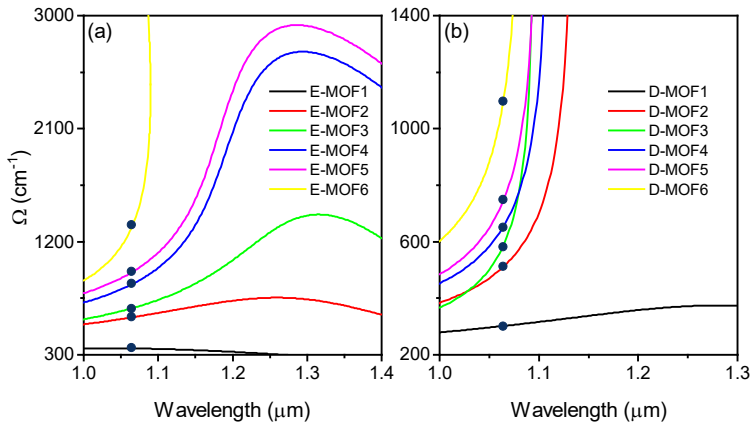 (a)
3000
2100
1200
300
Ω (cm⁻¹)
E-MOF1
E-MOF2
E-MOF3
E-MOF4
E-MOF5
E-MOF6
1.0 1.1 1.2 1.3 1.4
Wavelength (μm)
(b)
1400
1000
600
200
D-MOF1
D-MOF2
D-MOF3
D-MOF4
D-MOF5
D-MOF6
1.0 1.1 1.2 1.3
Wavelength (μm)